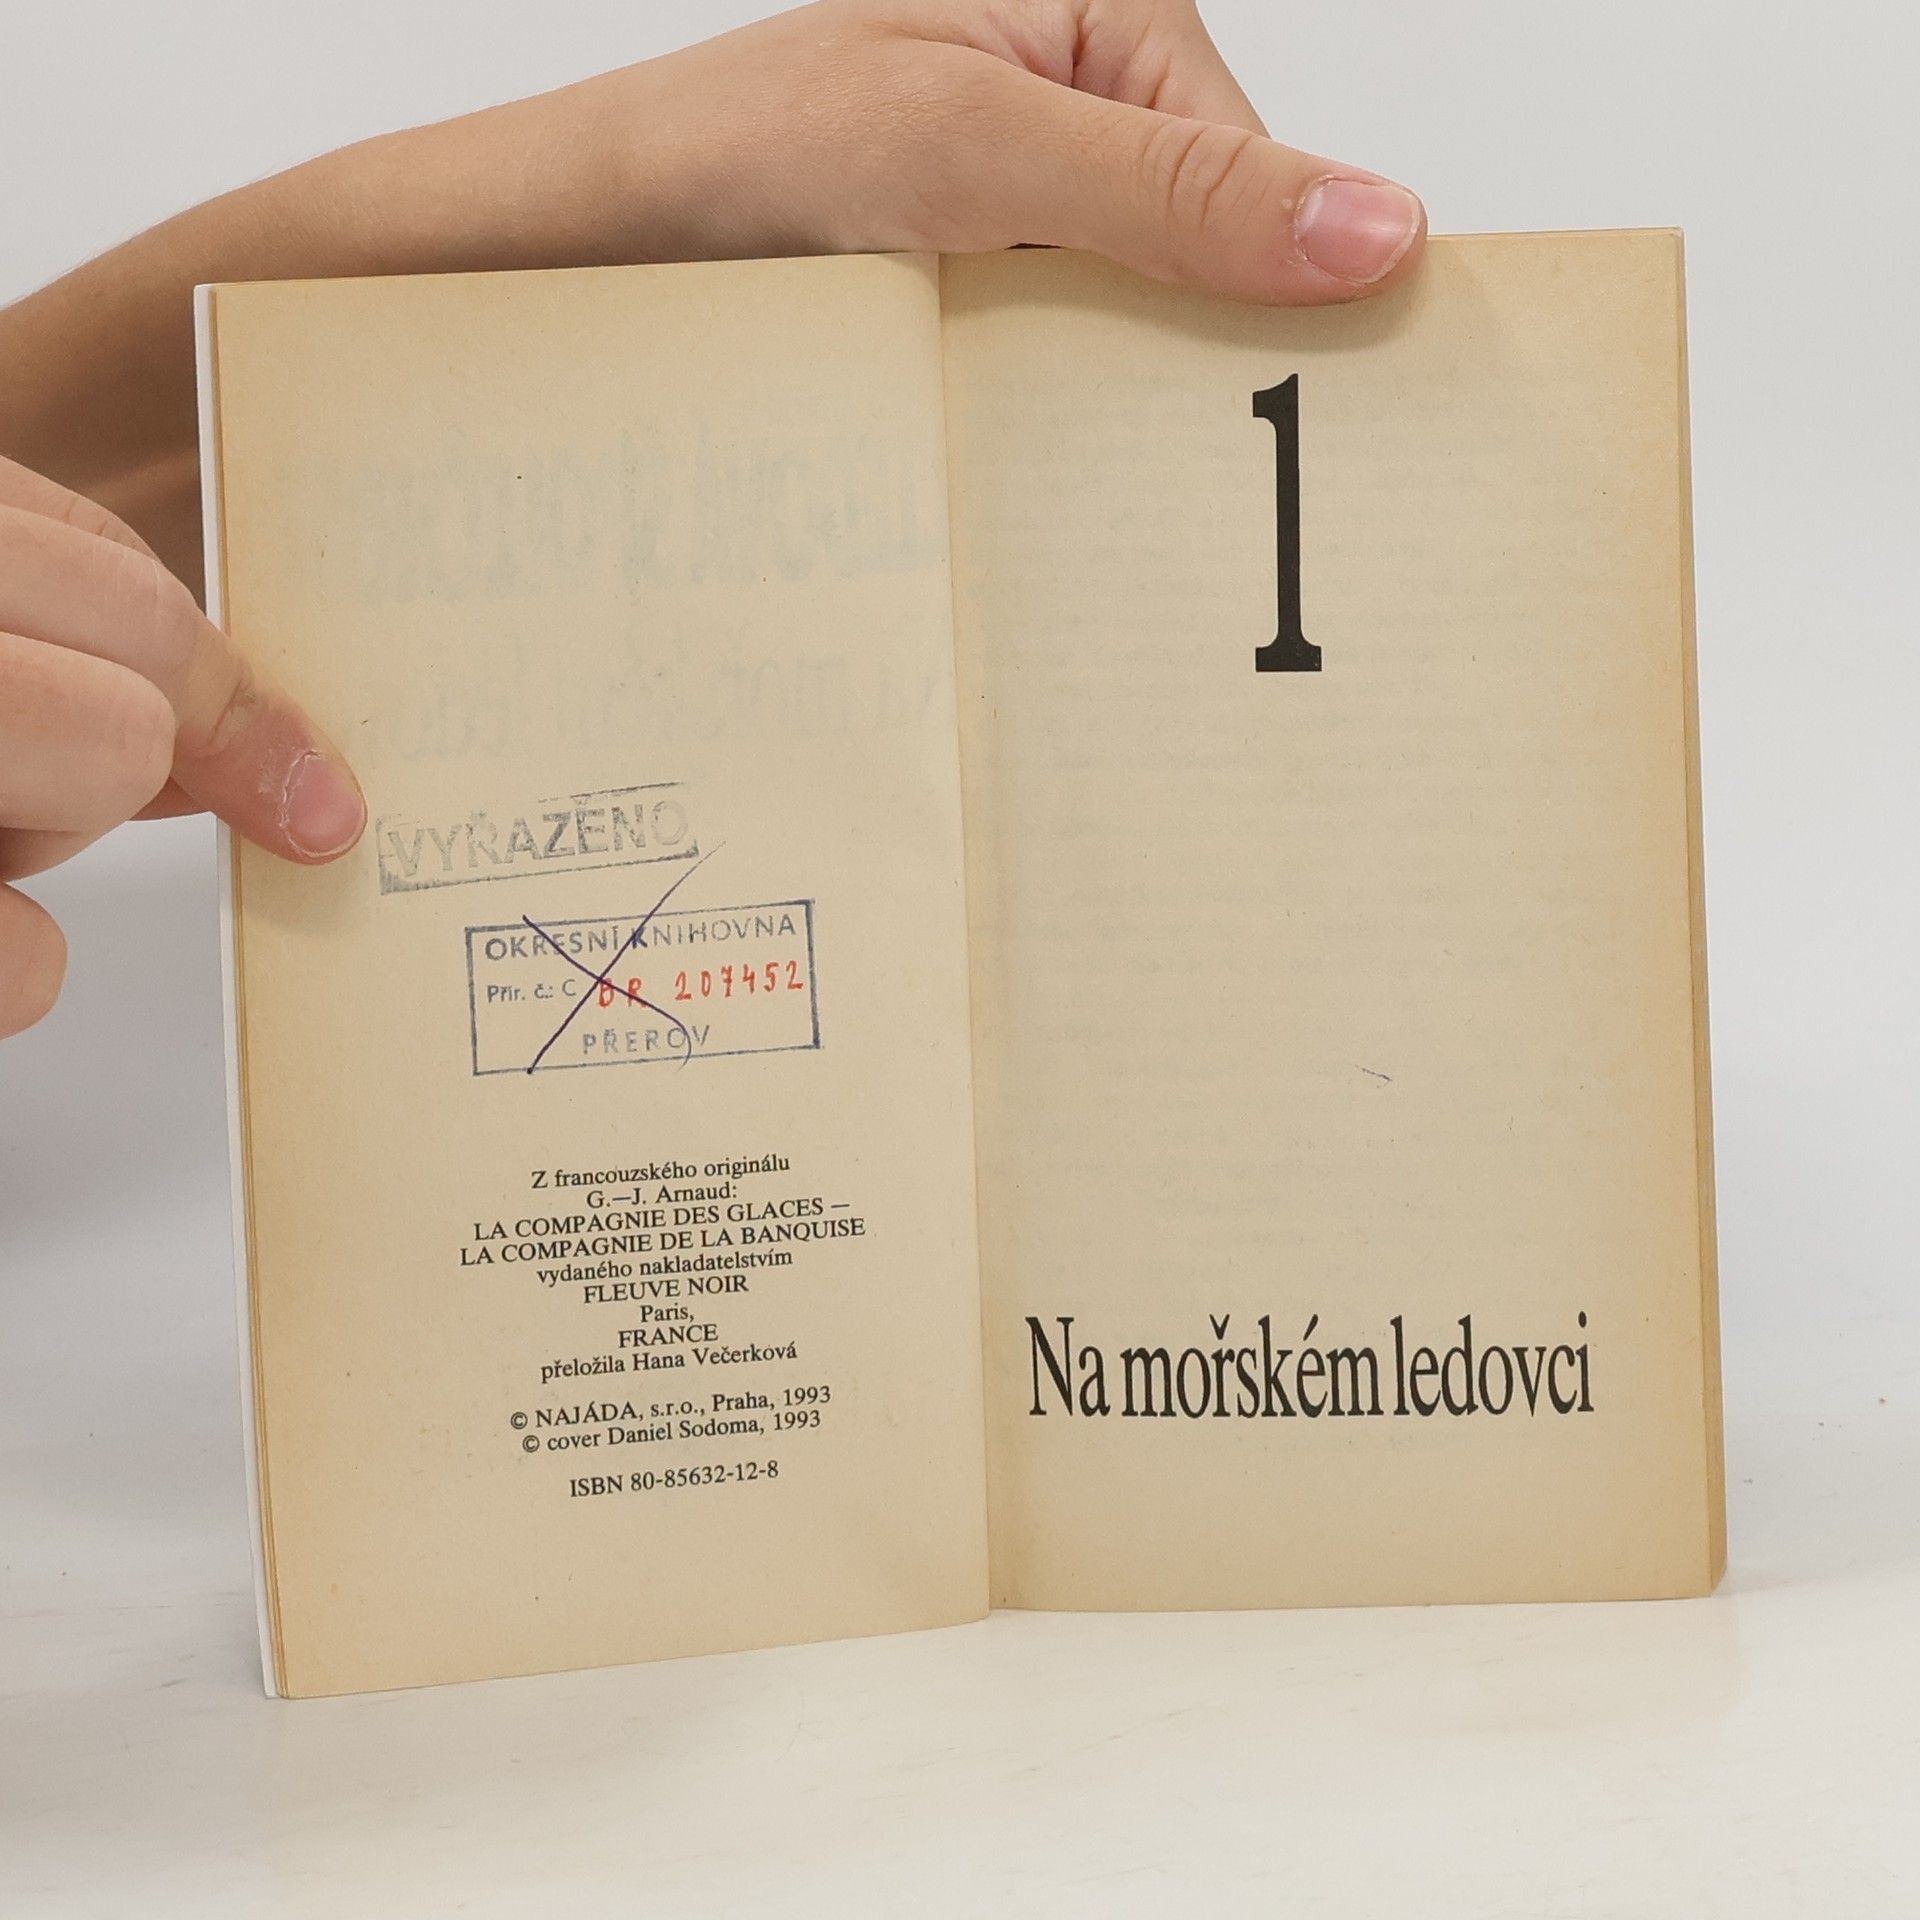 VYŘAZENO
OKRESNÍ KNIHOVNA
Přír. č.: C BR 207452
PŘEROV
Z francouzského originálu
G.—J. Arnaud:
LA COMPAGNIE DES GLACES —
LA COMPAGNIE DE LA BANQUISE
vydaného nakladatelstvím
FLEUVE NOIR
Paris,
FRANCE
přeložila Hana Večerková
© NAJÁDA, s.r.o., Praha, 1993
© cover Daniel Sodoma, 1993
ISBN 80-85632-12-8
1
Na mořském ledovci